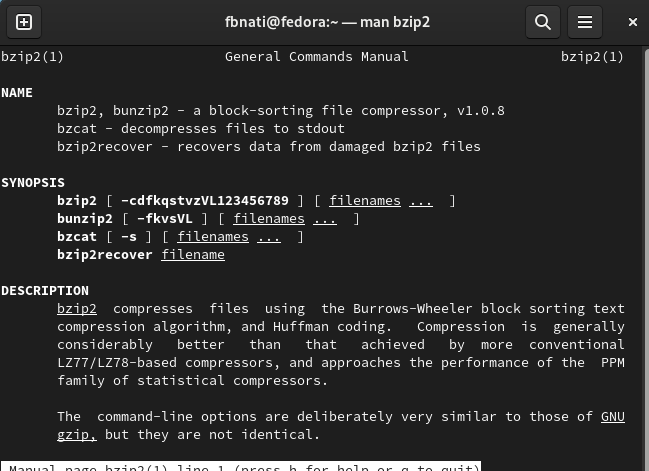 fbnati@fedora:~ — man bzip2
bzip2(1) General Commands Manual bzip2(1)
NAME
bzip2, bunzip2 - a block-sorting file compressor, v1.0.8
bzcat - decompresses files to stdout
bzip2recover - recovers data from damaged bzip2 files
SYNOPSIS
bzip2 [ -cdfkqstvzVL123456789 ] [ filenames ... ]
bunzip2 [ -fkvsVL ] [ filenames ... ]
bzcat [ -s ] [ filenames ... ]
bzip2recover filename
DESCRIPTION
bzip2 compresses files using the Burrows-Wheeler block sorting text
compression algorithm, and Huffman coding. Compression is generally
considerably better than that achieved by more conventional
LZ77/LZ78-based compressors, and approaches the performance of the PPM
family of statistical compressors.
The command-line options are deliberately very similar to those of GNU
gzip, but they are not identical.
Manual page bzip2(1) line 1 (press h for help or q to quit)